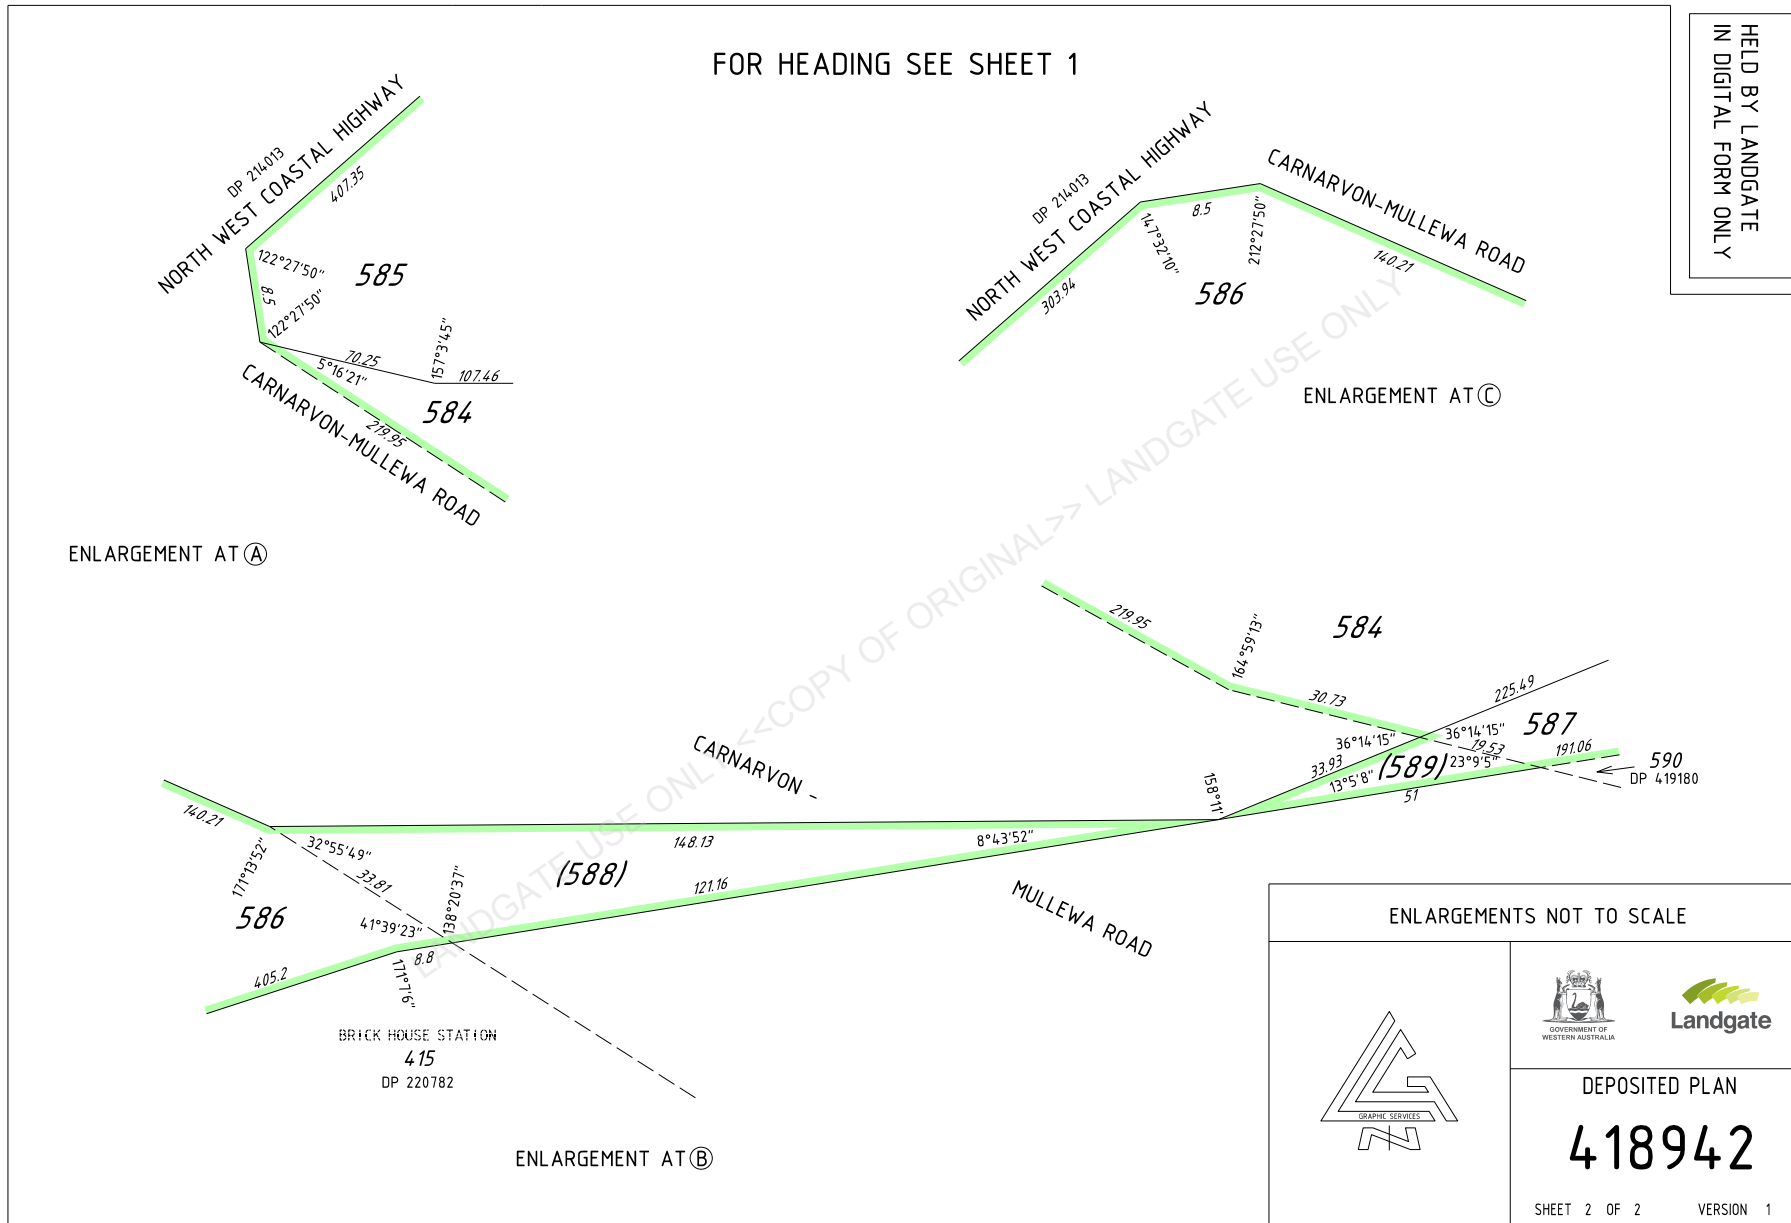 FOR HEADING SEE SHEET 1
HELD BY LANDGATE
IN DIGITAL FORM ONLY
DP 214013
NORTH WEST COASTAL HIGHWAY
407.35
122°27'50"
585
8.5
122°27'50"
70.25
5°16'21"
157°3'45"
107.46
584
219.95
CARNARVON-MULLEWA ROAD
ENLARGEMENT AT A
DP 214013
NORTH WEST COASTAL HIGHWAY
303.94
147°32'10"
8.5
212°27'50"
586
CARNARVON-MULLEWA ROAD
140.21
ENLARGEMENT AT C
LANDGATE USE ONLY <<COPY OF ORIGINAL>> LANDGATE USE ONLY
219.95
164°59'13"
584
30.73
225.49
36°14'15"
36°14'15"
587
19.53
191.06
33.93
(589)
23°9'5"
13°5'8"
51
590
DP 419180
158°11'
CARNARVON -
140.21
148.13
8°43'52"
171°13'52"
32°55'49"
33.81
(588)
121.16
MULLEWA ROAD
586
138°20'37"
41°39'23"
8.8
405.2
171°7'6"
BRICK HOUSE STATION
415
DP 220782
ENLARGEMENT AT B
ENLARGEMENTS NOT TO SCALE
GRAPHIC SERVICES
GOVERNMENT OF
WESTERN AUSTRALIA
Landgate
DEPOSITED PLAN
418942
SHEET 2 OF 2 VERSION 1